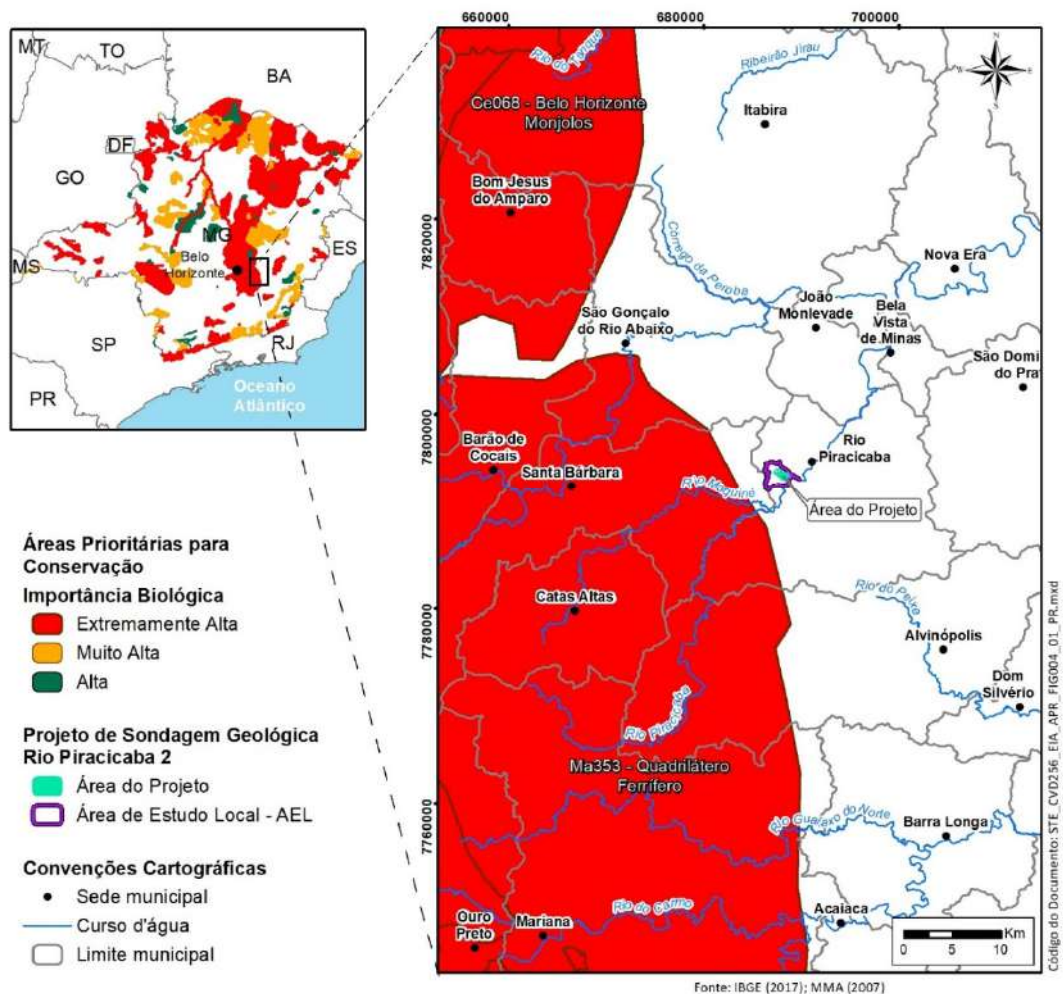 MT
TO
BA
DF
GO
MG
Belo
Horizonte
ES
MS
SP
RJ
PR
Oceano
Atlântico
Áreas Prioritárias para
Conservação
Importância Biológica
Extremamente Alta
Muito Alta
Alta
Projeto de Sondagem Geológica
Rio Piracicaba 2
Área do Projeto
Área de Estudo Local - AEL
Convenções Cartográficas
Sede municipal
Curso d'água
Limite municipal
660000
680000
700000
7820000
7800000
7780000
7760000
Rio do Tanque
Ribeirão Jirau
N
Ce068 - Belo Horizonte
Monjolos
Itabira
Bom Jesus
do Amparo
Córrego da Peroba
Nova Era
João
Monlevade
Bela
Vista
de Minas
São Gonçalo
do Rio Abaixo
São Domi
do Prat
Barão de
Cocais
Santa Bárbara
Rio
Piracicaba
Rio Maquiné
Área do Projeto
Catas Altas
Rio do Peixe
Alvinópolis
Dom
Silvério
Rio Piracicaba
Ma353 - Quadrilátero
Ferrífero
Rio Gualaxo do Norte
Barra Longa
Rio do Carmo
Acaiaca
Ouro
Preto
Mariana
Km
0 5 10
Código do Documento: STE_CVD256_EIA_APR_FIG004_01_PR.mxd
Fonte: IBGE (2017); MMA (2007)